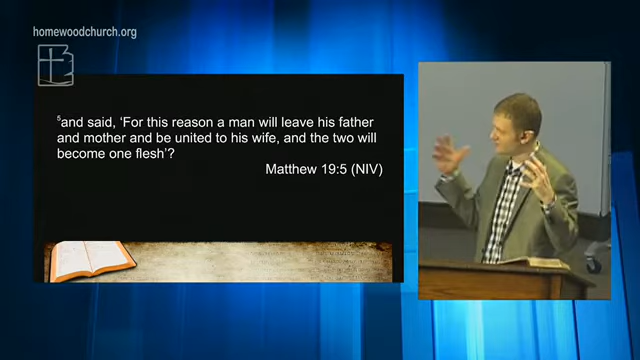 homewoodchurch.org
⁵and said, ‘For this reason a man will leave his father
and mother and be united to his wife, and the two will
become one flesh’?
Matthew 19:5 (NIV)